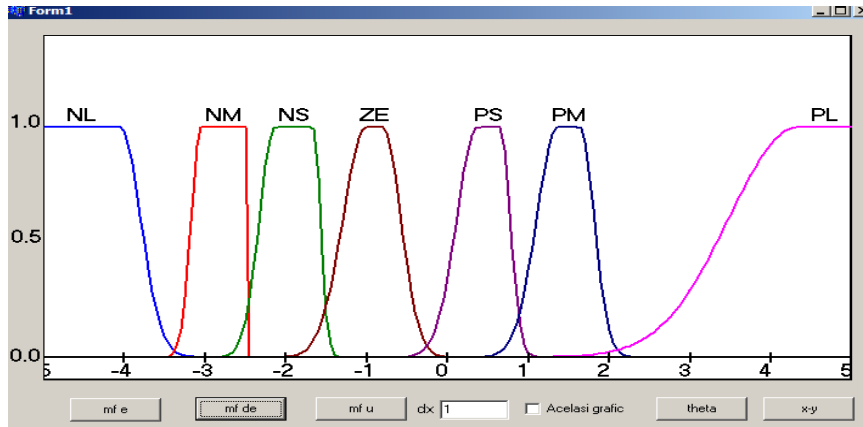 Form1
NL NM NS ZE PS PM PL
1.0
0.5
0.0
5 -4 -3 -2 -1 0 1 2 3 4 5
mf e mf de mf u dx 1 Acelasi grafic theta x-y